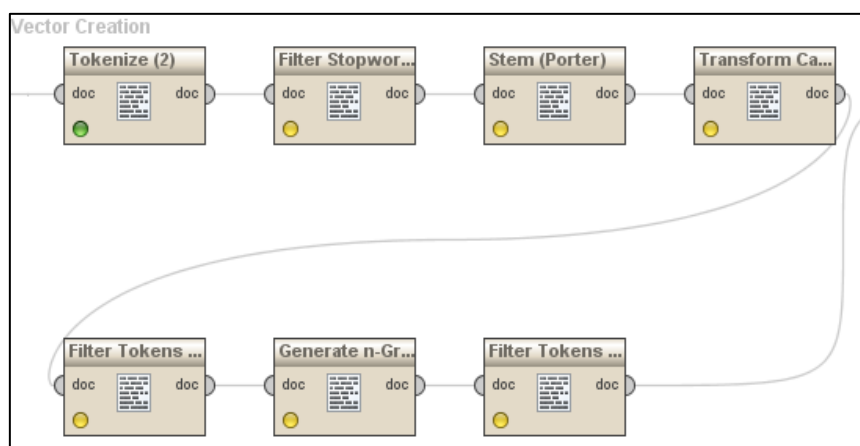 Vector Creation
Tokenize (2)
Filter Stopwor...
Stem (Porter)
Transform Ca...
doc doc
doc doc
doc doc
doc doc
Filter Tokens ...
Generate n-Gr...
Filter Tokens ...
doc doc
doc doc
doc doc